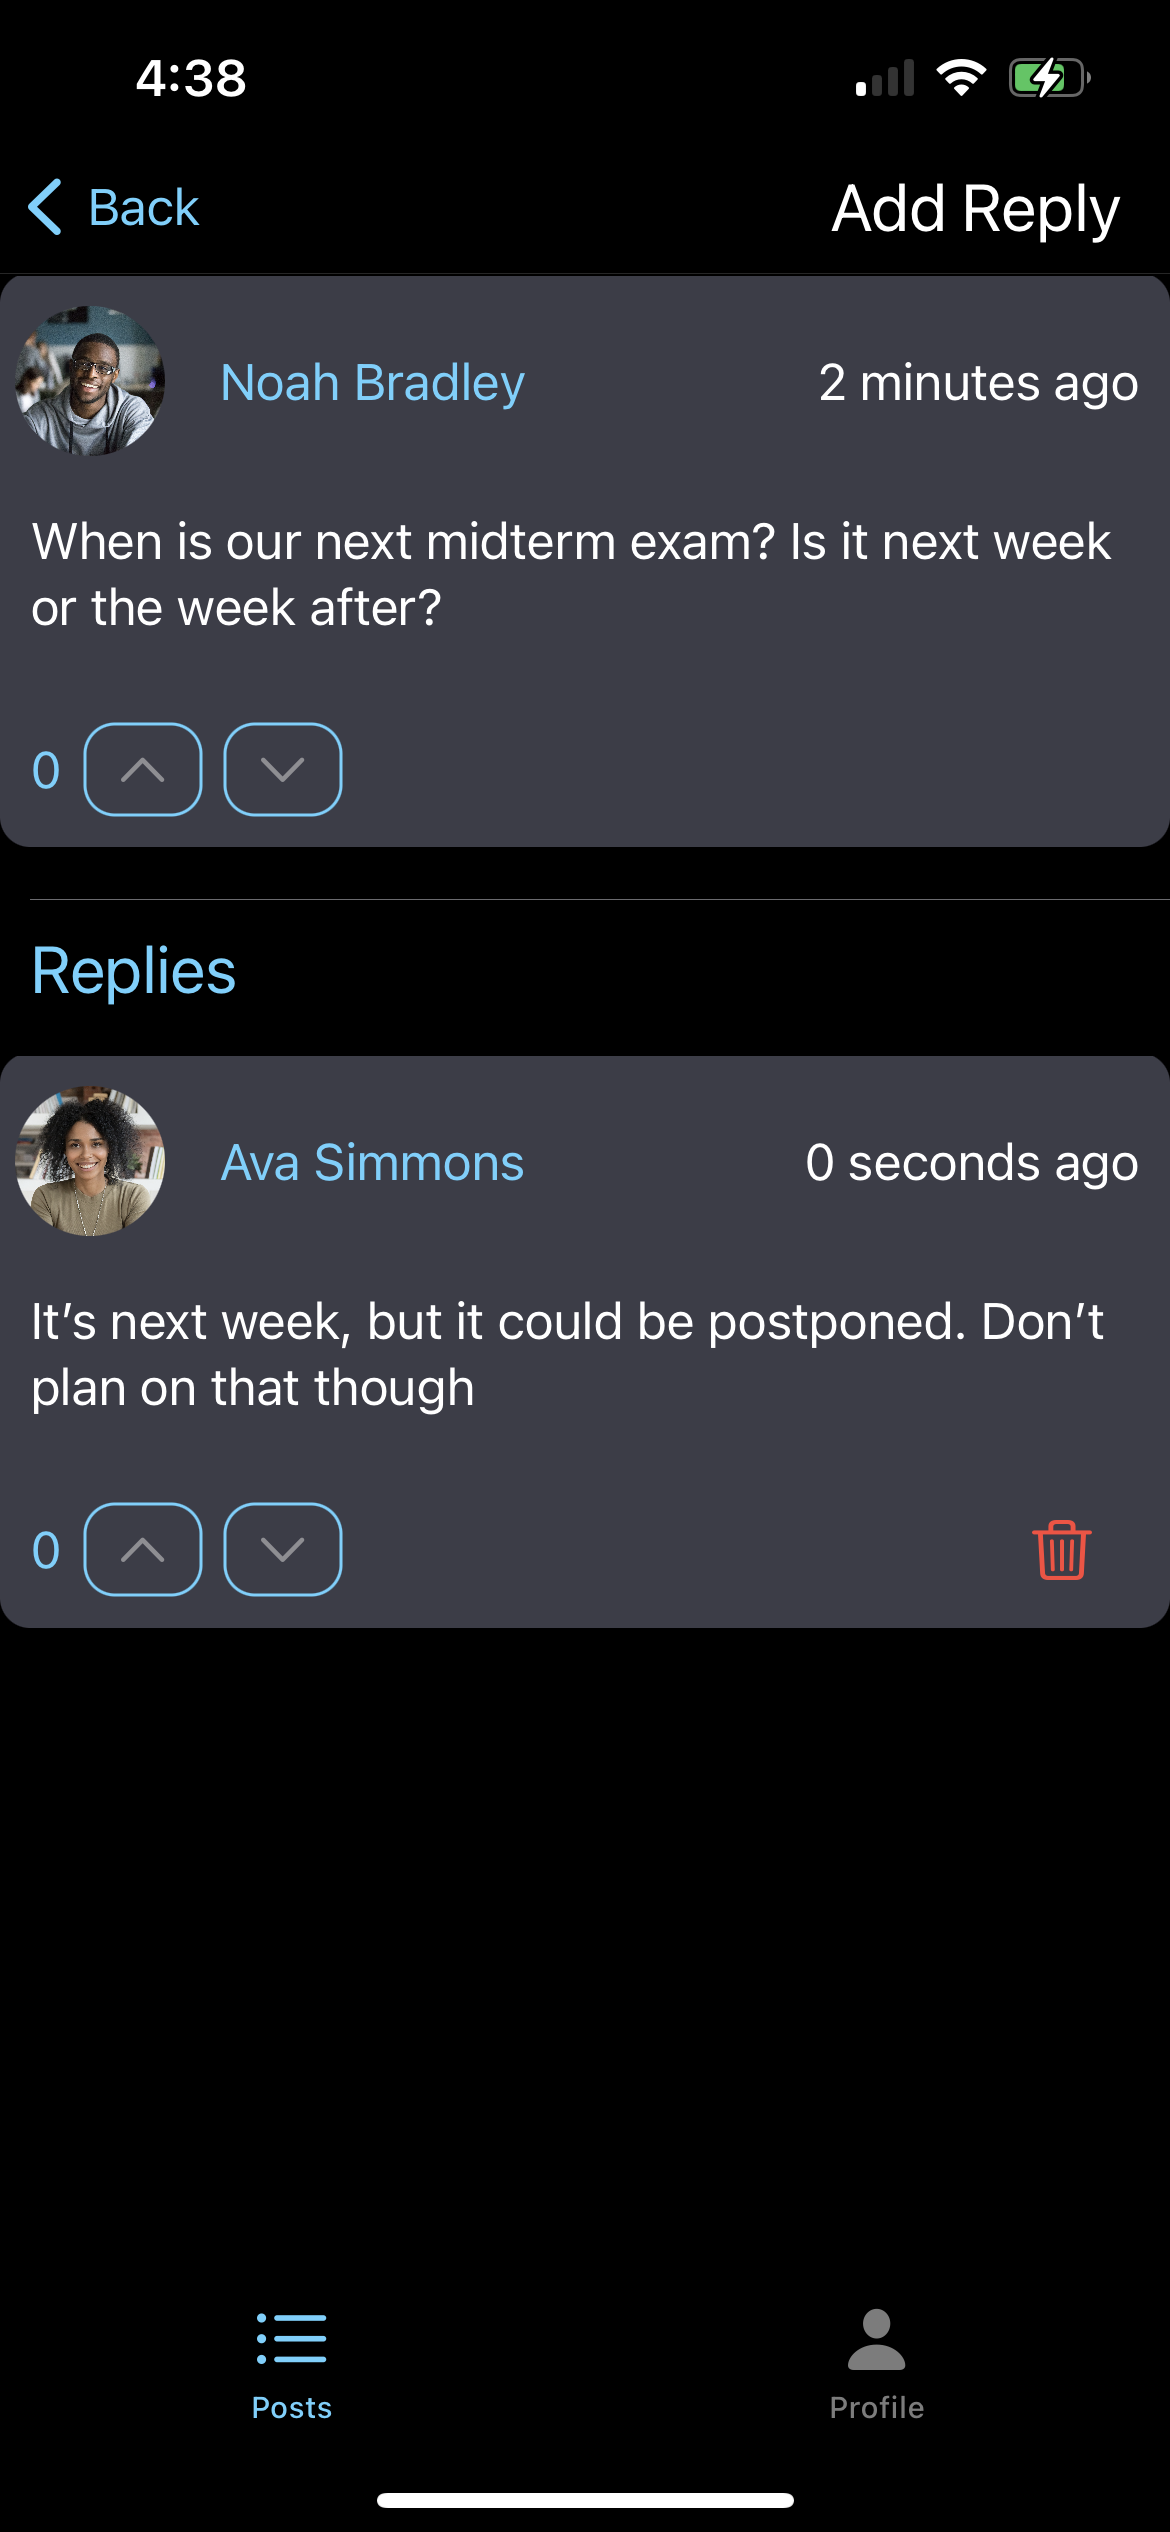 4:38
Back
Add Reply
Noah Bradley
2 minutes ago
When is our next midterm exam? Is it next week
or the week after?
0
Replies
Ava Simmons
0 seconds ago
It’s next week, but it could be postponed. Don’t
plan on that though
0
Posts
Profile